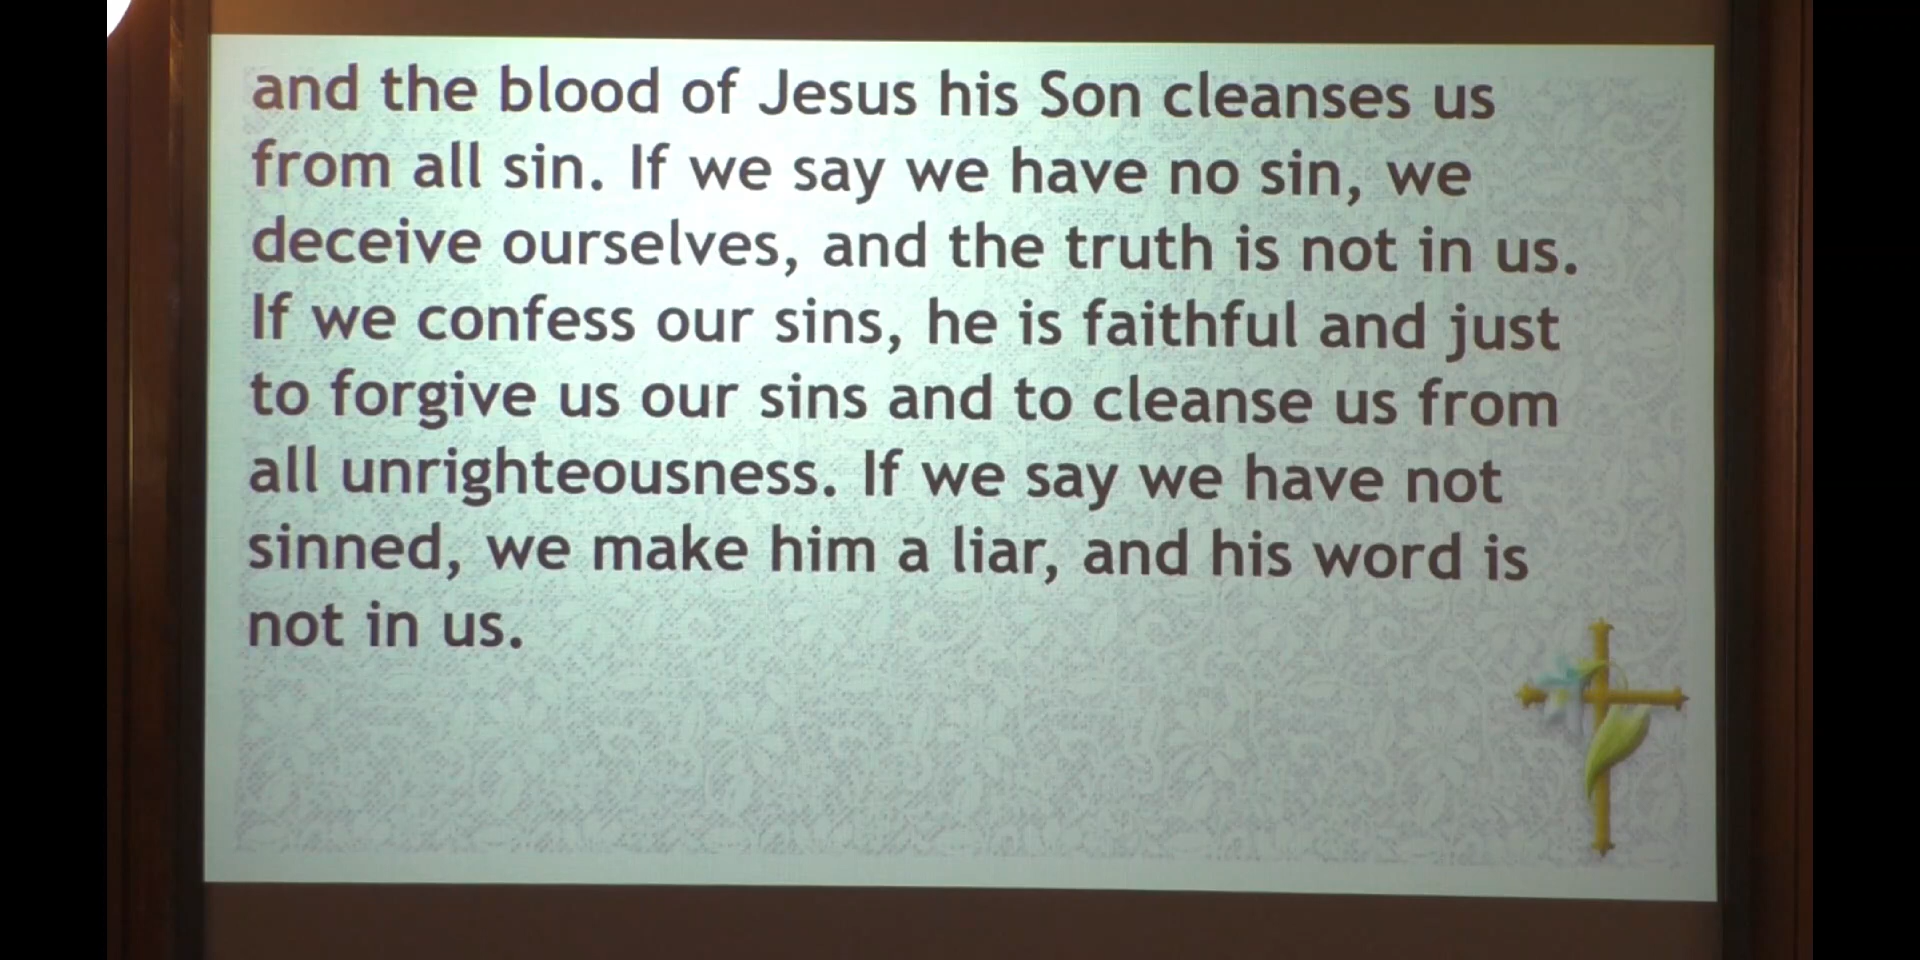 and the blood of Jesus his Son cleanses us
from all sin. If we say we have no sin, we
deceive ourselves, and the truth is not in us.
If we confess our sins, he is faithful and just
to forgive us our sins and to cleanse us from
all unrighteousness. If we say we have not
sinned, we make him a liar, and his word is
not in us.